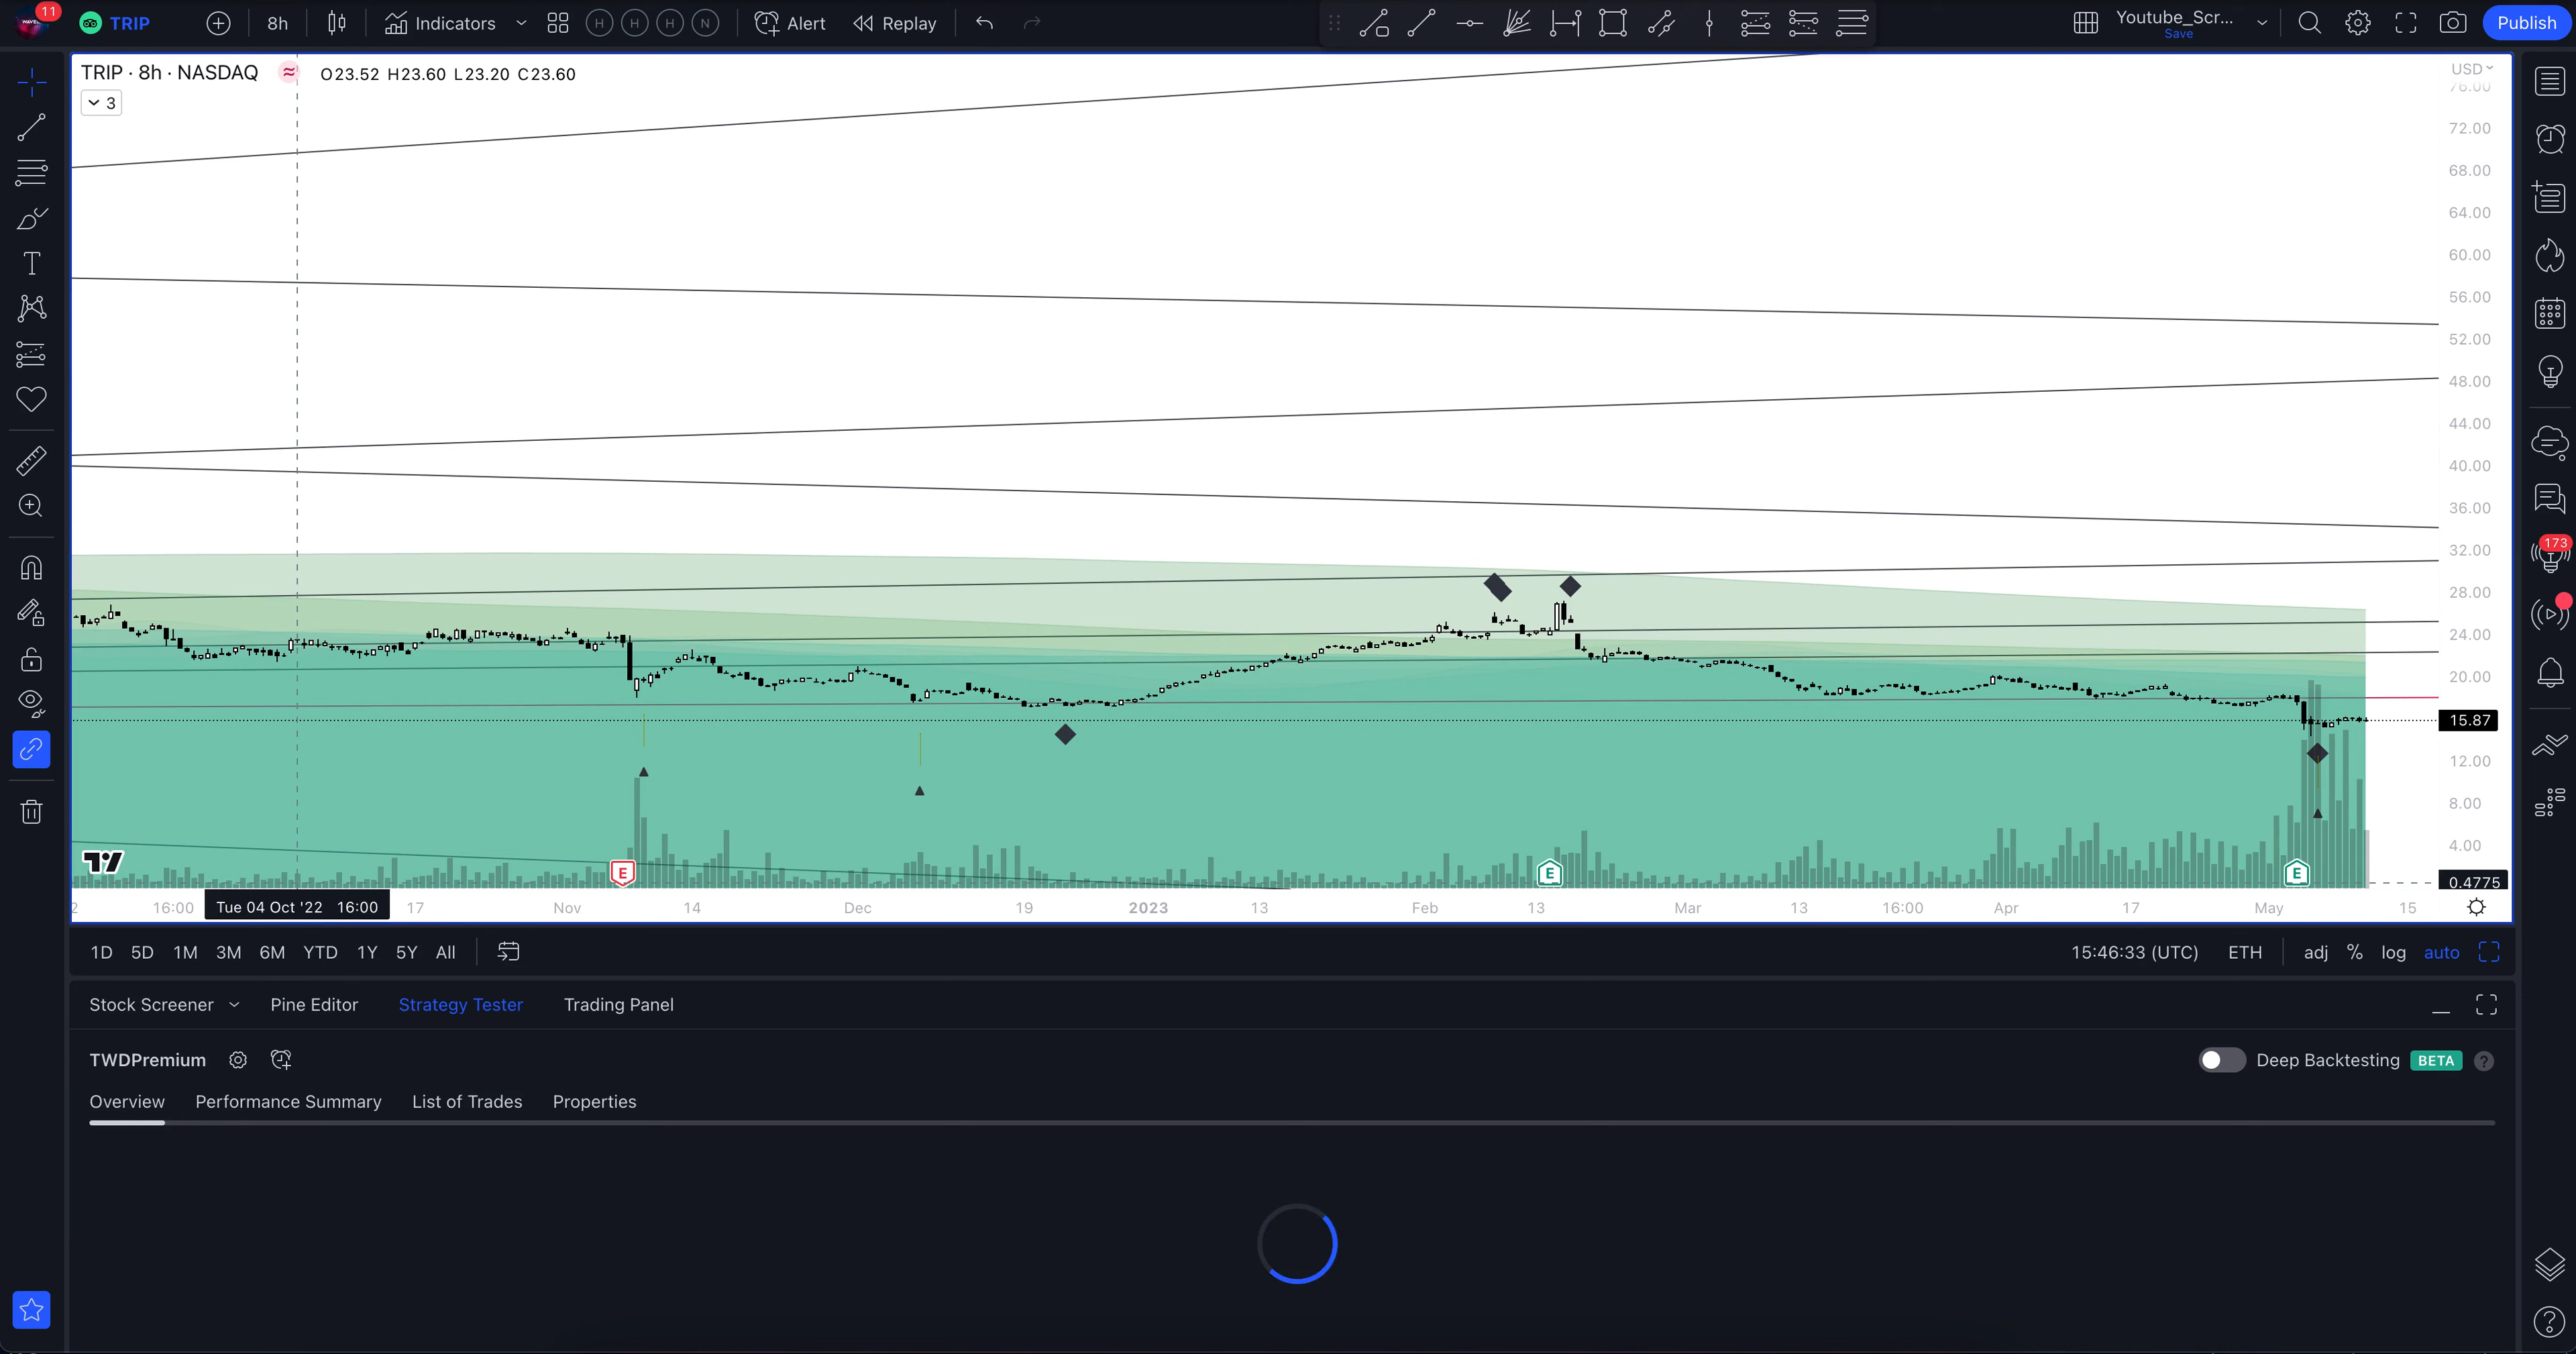 11
TRIP
8h
Indicators
H H H N
Alert
Replay
Youtube_Scr...
Save
Publish
TRIP · 8h · NASDAQ
O23.52 H23.60 L23.20 C23.60
3
USD
76.00
72.00
68.00
64.00
60.00
56.00
52.00
48.00
44.00
40.00
36.00
32.00
28.00
24.00
20.00
15.87
12.00
8.00
4.00
0.4775
173
E
E
E
2 16:00 Tue 04 Oct '22 16:00 17 Nov 14 Dec 19 2023 13 Feb 13 Mar 13 16:00 Apr 17 May 15
1D 5D 1M 3M 6M YTD 1Y 5Y All
15:46:33 (UTC) ETH adj % log auto
Stock Screener Pine Editor Strategy Tester Trading Panel
TWDPremium
Deep Backtesting BETA ?
Overview Performance Summary List of Trades Properties